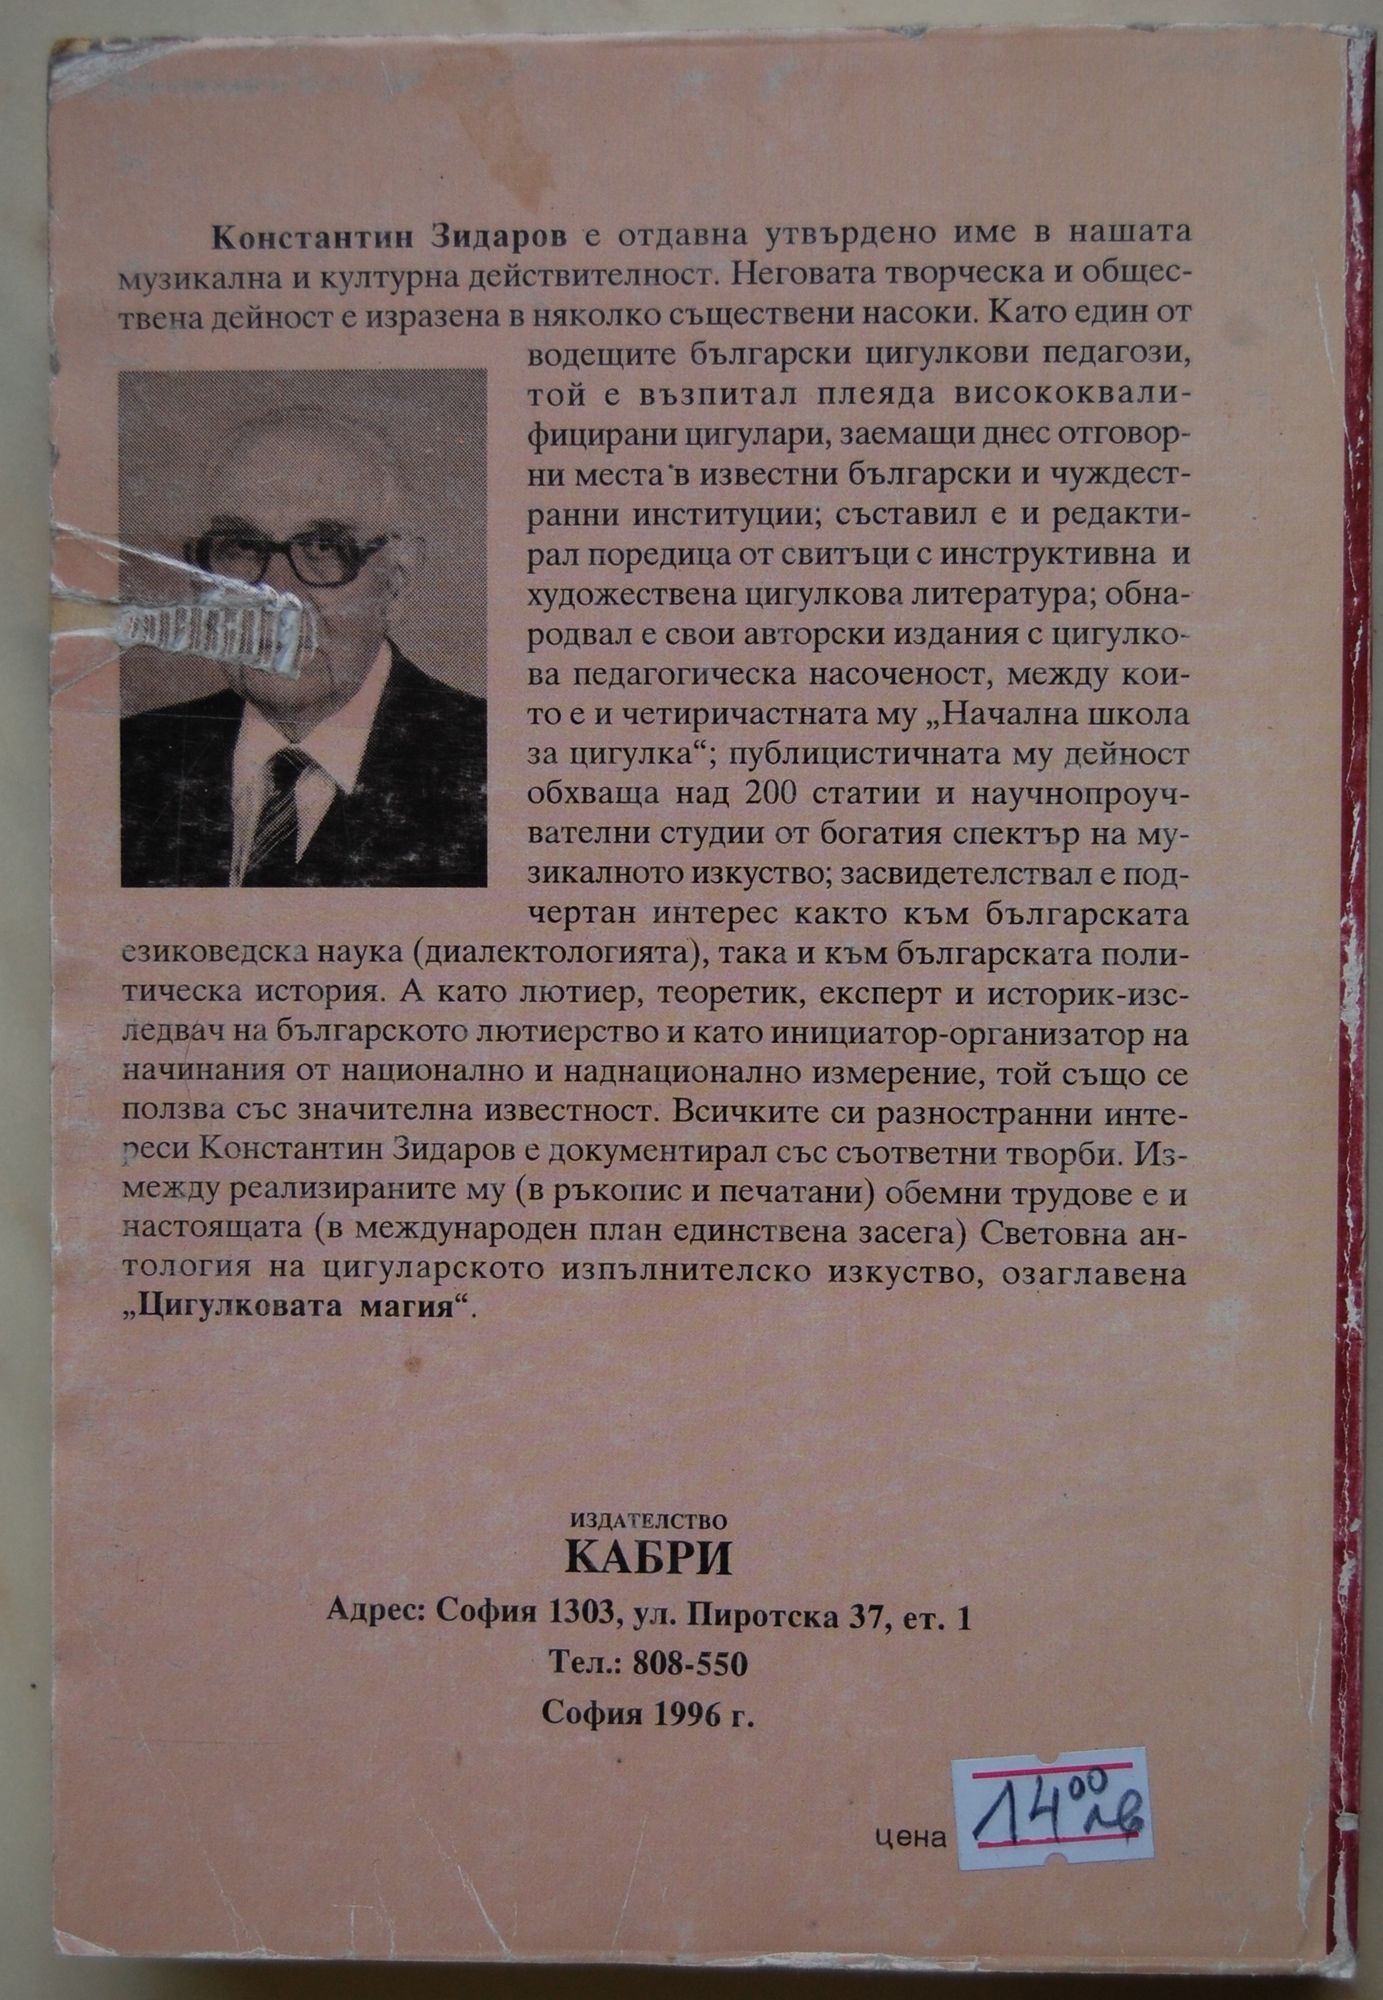 Константин Зидаров е отдавна утвърдено име в нашата
музикална и културна действителност. Неговата творческа и общес-
твена дейност е изразена в няколко съществени насоки. Като един от
водещите български цигулкови педагози,
той е възпитал плеяда висококвали-
фицирани цигулари, заемащи днес отговор-
ни места в известни български и чуждест-
ранни институции; съставил е и редакти-
рал поредица от свитъци с инструктивна и
художествена цигулкова литература; обна-
родвал е свои авторски издания с цигулко-
ва педагогическа насоченост, между кои-
то е и четиричастната му „Начална школа
за цигулка“; публицистичната му дейност
обхваща над 200 статии и научнопроуч-
вателни студии от богатия спектър на му-
зикалното изкуство; засвидетелствал е под-
чертан интерес както към българската
езиковедска наука (диалектологията), така и към българската поли-
тическа история. А като лютиер, теоретик, експерт и историк-изс-
ледвач на българското лютиерство и като инициатор-организатор на
начинания от национално и наднационално измерение, той също се
ползва със значителна известност. Всичките си разностранни инте-
реси Константин Зидаров е документирал със съответни творби. Из-
между реализираните му (в ръкопис и печатани) обемни трудове е и
настоящата (в международен план единствена засега) Световна ан-
тология на цигуларското изпълнителско изкуство, озаглавена
„Цигулковата магия“.
ИЗДАТЕЛСТВО
КАБРИ
Адрес: София 1303, ул. Пиротска 37, ет. 1
Тел.: 808-550
София 1996 г.
цена 14 00 лв